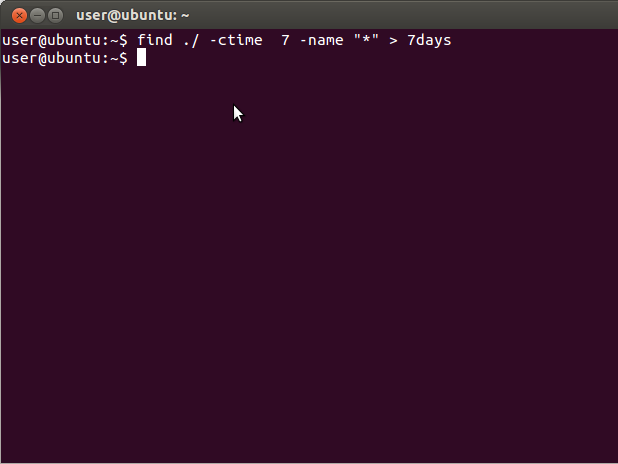 user@ubuntu: ~
user@ubuntu:~$ find ./ -ctime  7 -name "*" > 7days
user@ubuntu:~$